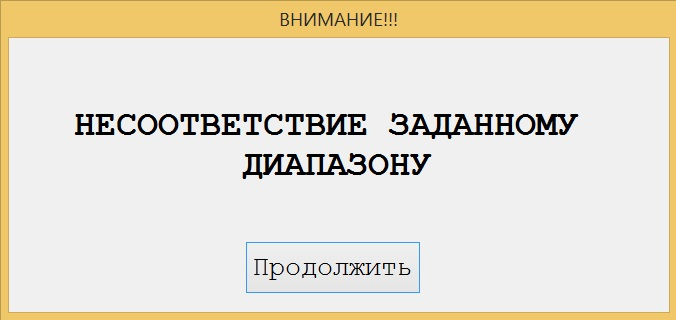 ВНИМАНИЕ!!!
НЕСООТВЕТСТВИЕ ЗАДАННОМУ
ДИАПАЗОНУ
Продолжить